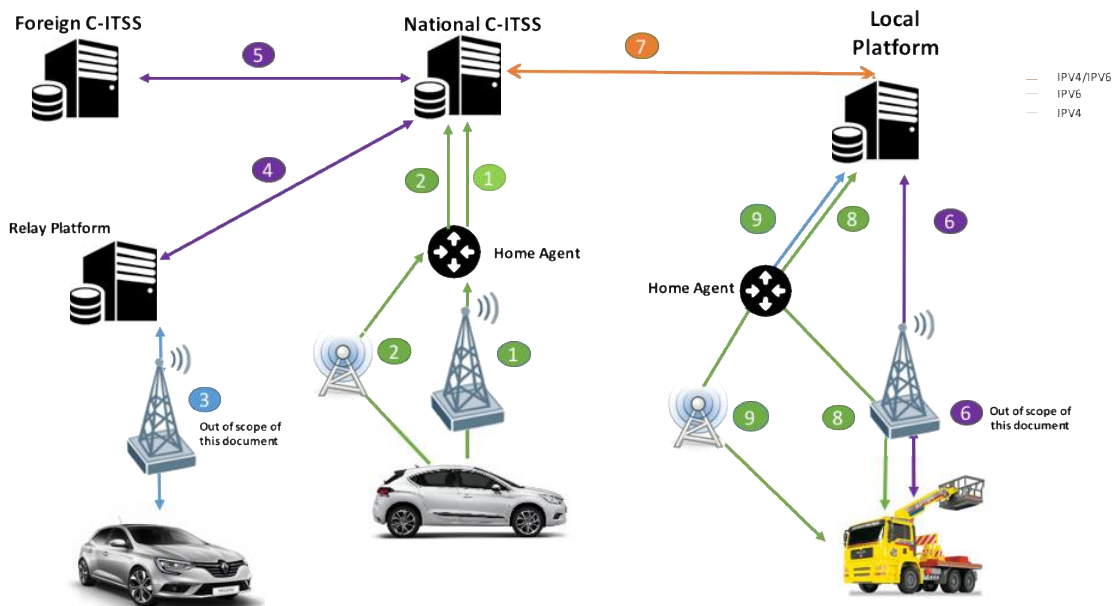 Foreign C-ITSS
National C-ITSS
Local
Platform
5
7
IPV4/IPV6
IPV6
IPV4
4
2
1
Relay Platform
Home Agent
9
8
6
Home Agent
2
1
3
Out of scope of
this document
9
8
6
Out of scope of
this document